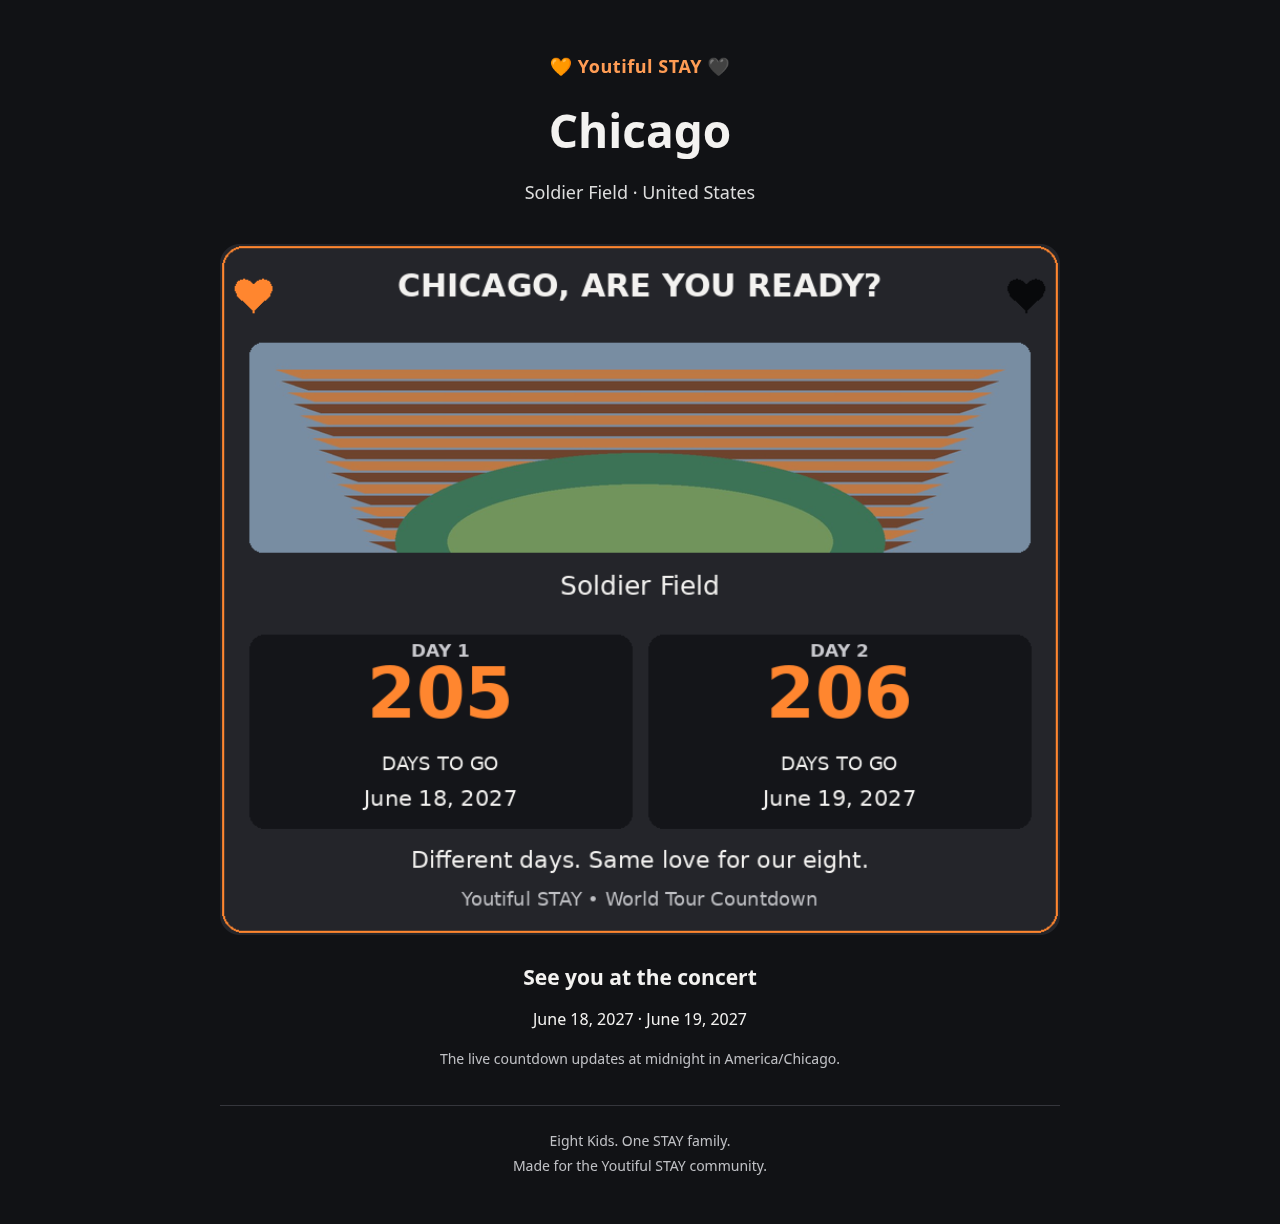 🧡 Youtiful STAY 🖤
Chicago
Soldier Field · United States
CHICAGO, ARE YOU READY?
Soldier Field
DAY 1
205
DAYS TO GO
June 18, 2027
DAY 2
206
DAYS TO GO
June 19, 2027
Different days. Same love for our eight.
Youtiful STAY • World Tour Countdown
See you at the concert
June 18, 2027 · June 19, 2027
The live countdown updates at midnight in America/Chicago.
Eight Kids. One STAY family.
Made for the Youtiful STAY community.